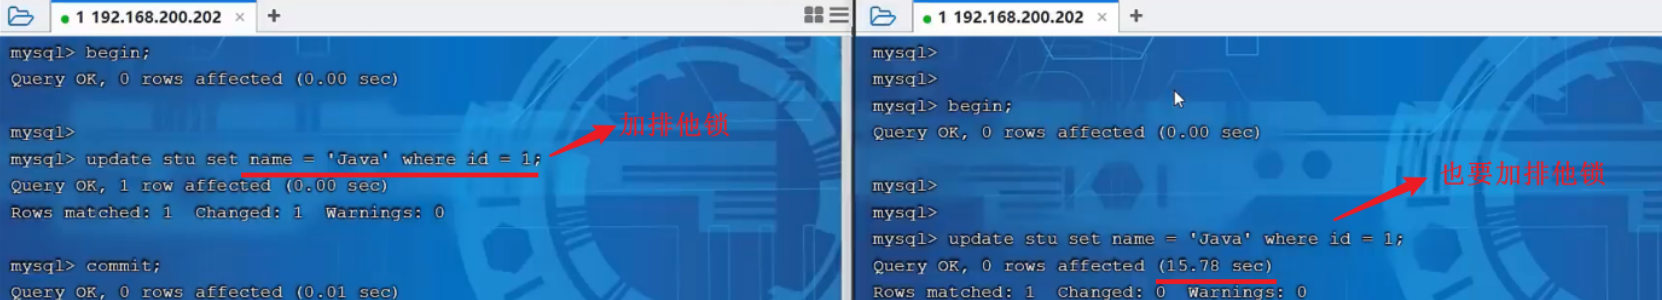 1 192.168.200.202 × +
mysql> begin;
Query OK, 0 rows affected (0.00 sec)
mysql>
mysql> update stu set name = 'Java' where id = 1;
加排他锁
Query OK, 1 row affected (0.00 sec)
Rows matched: 1 Changed: 1 Warnings: 0
mysql> commit;
Query OK, 0 rows affected (0.01 sec)
1 192.168.200.202 × +
mysql>
mysql>
mysql> begin;
Query OK, 0 rows affected (0.00 sec)
mysql>
mysql>
也要加排他锁
mysql> update stu set name = 'Java' where id = 1;
Query OK, 0 rows affected (15.78 sec)
Rows matched: 1 Changed: 0 Warnings: 0